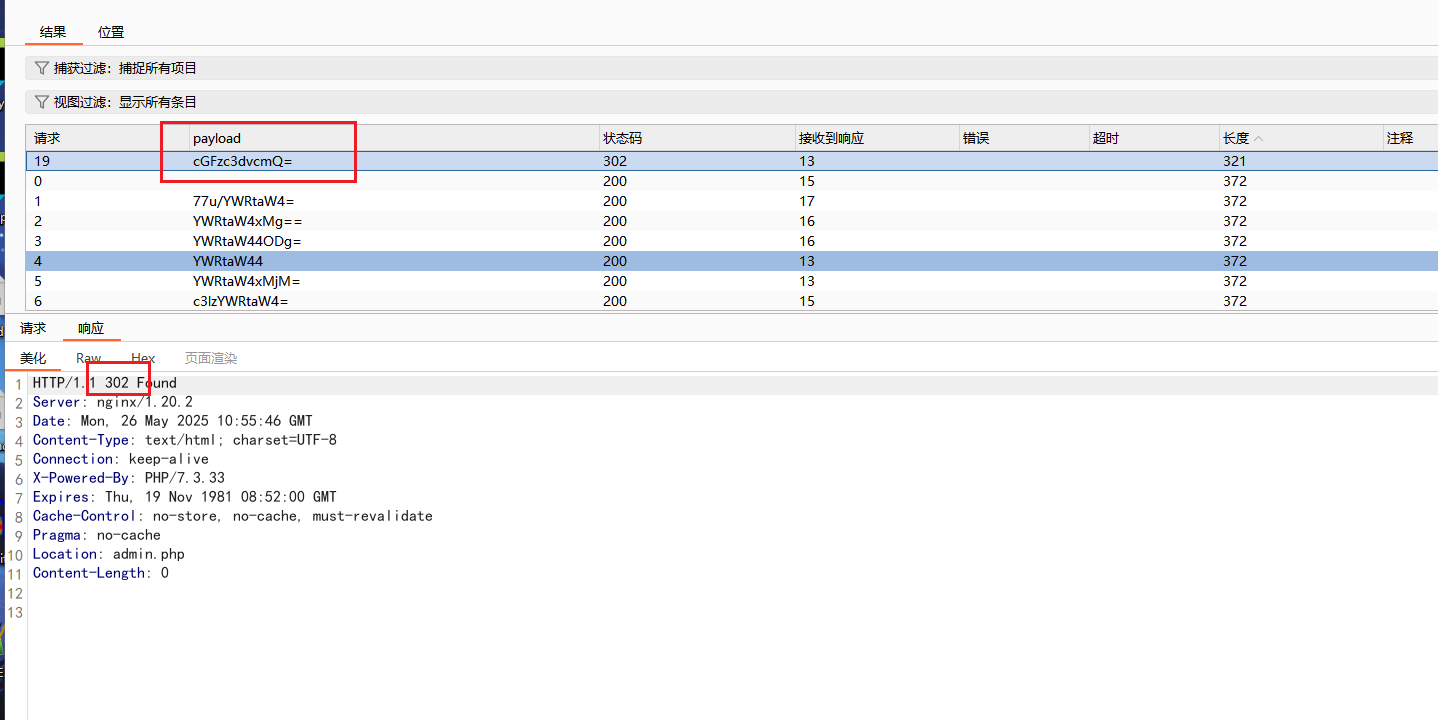 结果 位置
捕获过滤：捕捉所有项目
视图过滤：显示所有条目
请求 payload 状态码 接收到响应 错误 超时 长度 注释
19 cGFzc3dvcmQ= 302 13 321
0 200 15 372
1 77u/YWRtaW4= 200 17 372
2 YWRtaW4xMg== 200 16 372
3 YWRtaW44ODg= 200 16 372
4 YWRtaW44 200 13 372
5 YWRtaW4xMjM= 200 13 372
6 c3lzYWRtaW4= 200 15 372
请求 响应
美化 Raw Hex 页面渲染
1 HTTP/1.1 302 Found
2 Server: nginx/1.20.2
3 Date: Mon, 26 May 2025 10:55:46 GMT
4 Content-Type: text/html; charset=UTF-8
5 Connection: keep-alive
6 X-Powered-By: PHP/7.3.33
7 Expires: Thu, 19 Nov 1981 08:52:00 GMT
8 Cache-Control: no-store, no-cache, must-revalidate
9 Pragma: no-cache
10 Location: admin.php
11 Content-Length: 0
12
13